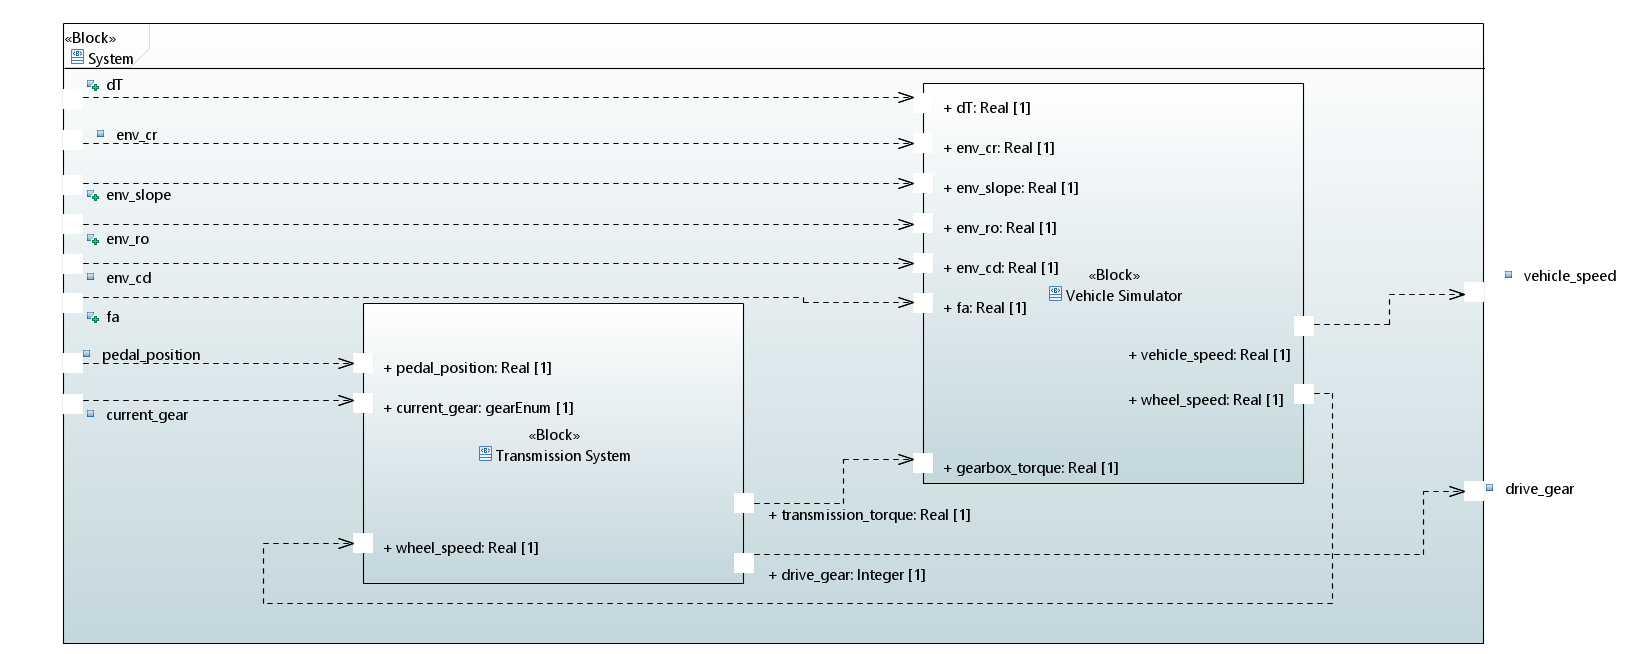 «Block»
System
dT
env_cr
env_slope
env_ro
env_cd
fa
pedal_position
current_gear
+ dT: Real [1]
+ env_cr: Real [1]
+ env_slope: Real [1]
+ env_ro: Real [1]
+ env_cd: Real [1]
«Block»
Vehicle Simulator
+ fa: Real [1]
+ vehicle_speed: Real [1]
+ wheel_speed: Real [1]
+ gearbox_torque: Real [1]
+ pedal_position: Real [1]
+ current_gear: gearEnum [1]
«Block»
Transmission System
+ transmission_torque: Real [1]
+ wheel_speed: Real [1]
+ drive_gear: Integer [1]
vehicle_speed
drive_gear